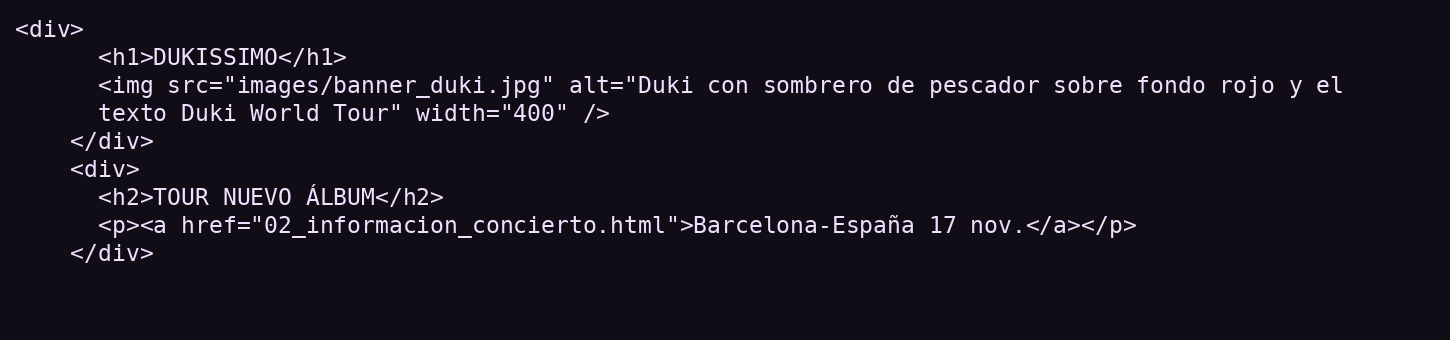 <div>
<h1>DUKISSIMO</h1>
<img src="images/banner_duki.jpg" alt="Duki con sombrero de pescador sobre fondo rojo y el
texto Duki World Tour" width="400" />
</div>
<div>
<h2>TOUR NUEVO ÁLBUM</h2>
<p><a href="02_informacion_concierto.html">Barcelona-España 17 nov.</a></p>
</div>